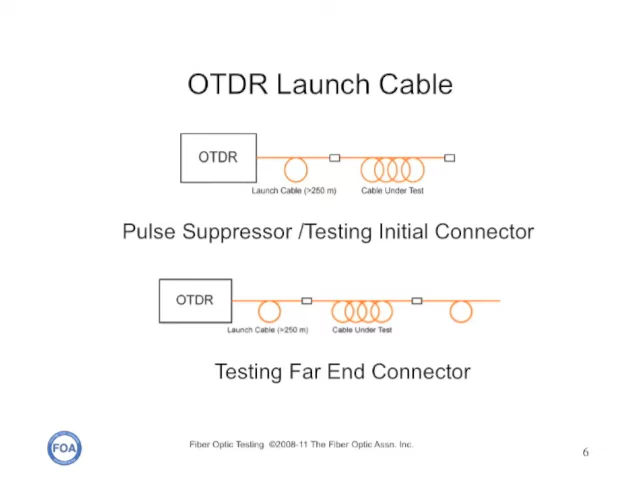 OTDR Launch Cable
OTDR
Launch Cable (>250 m) Cable Under Test
Pulse Suppressor /Testing Initial Connector
OTDR
Launch Cable (>250 m) Cable Under Test
Testing Far End Connector
FOA
Fiber Optic Testing ©2008-11 The Fiber Optic Assn. Inc.
6